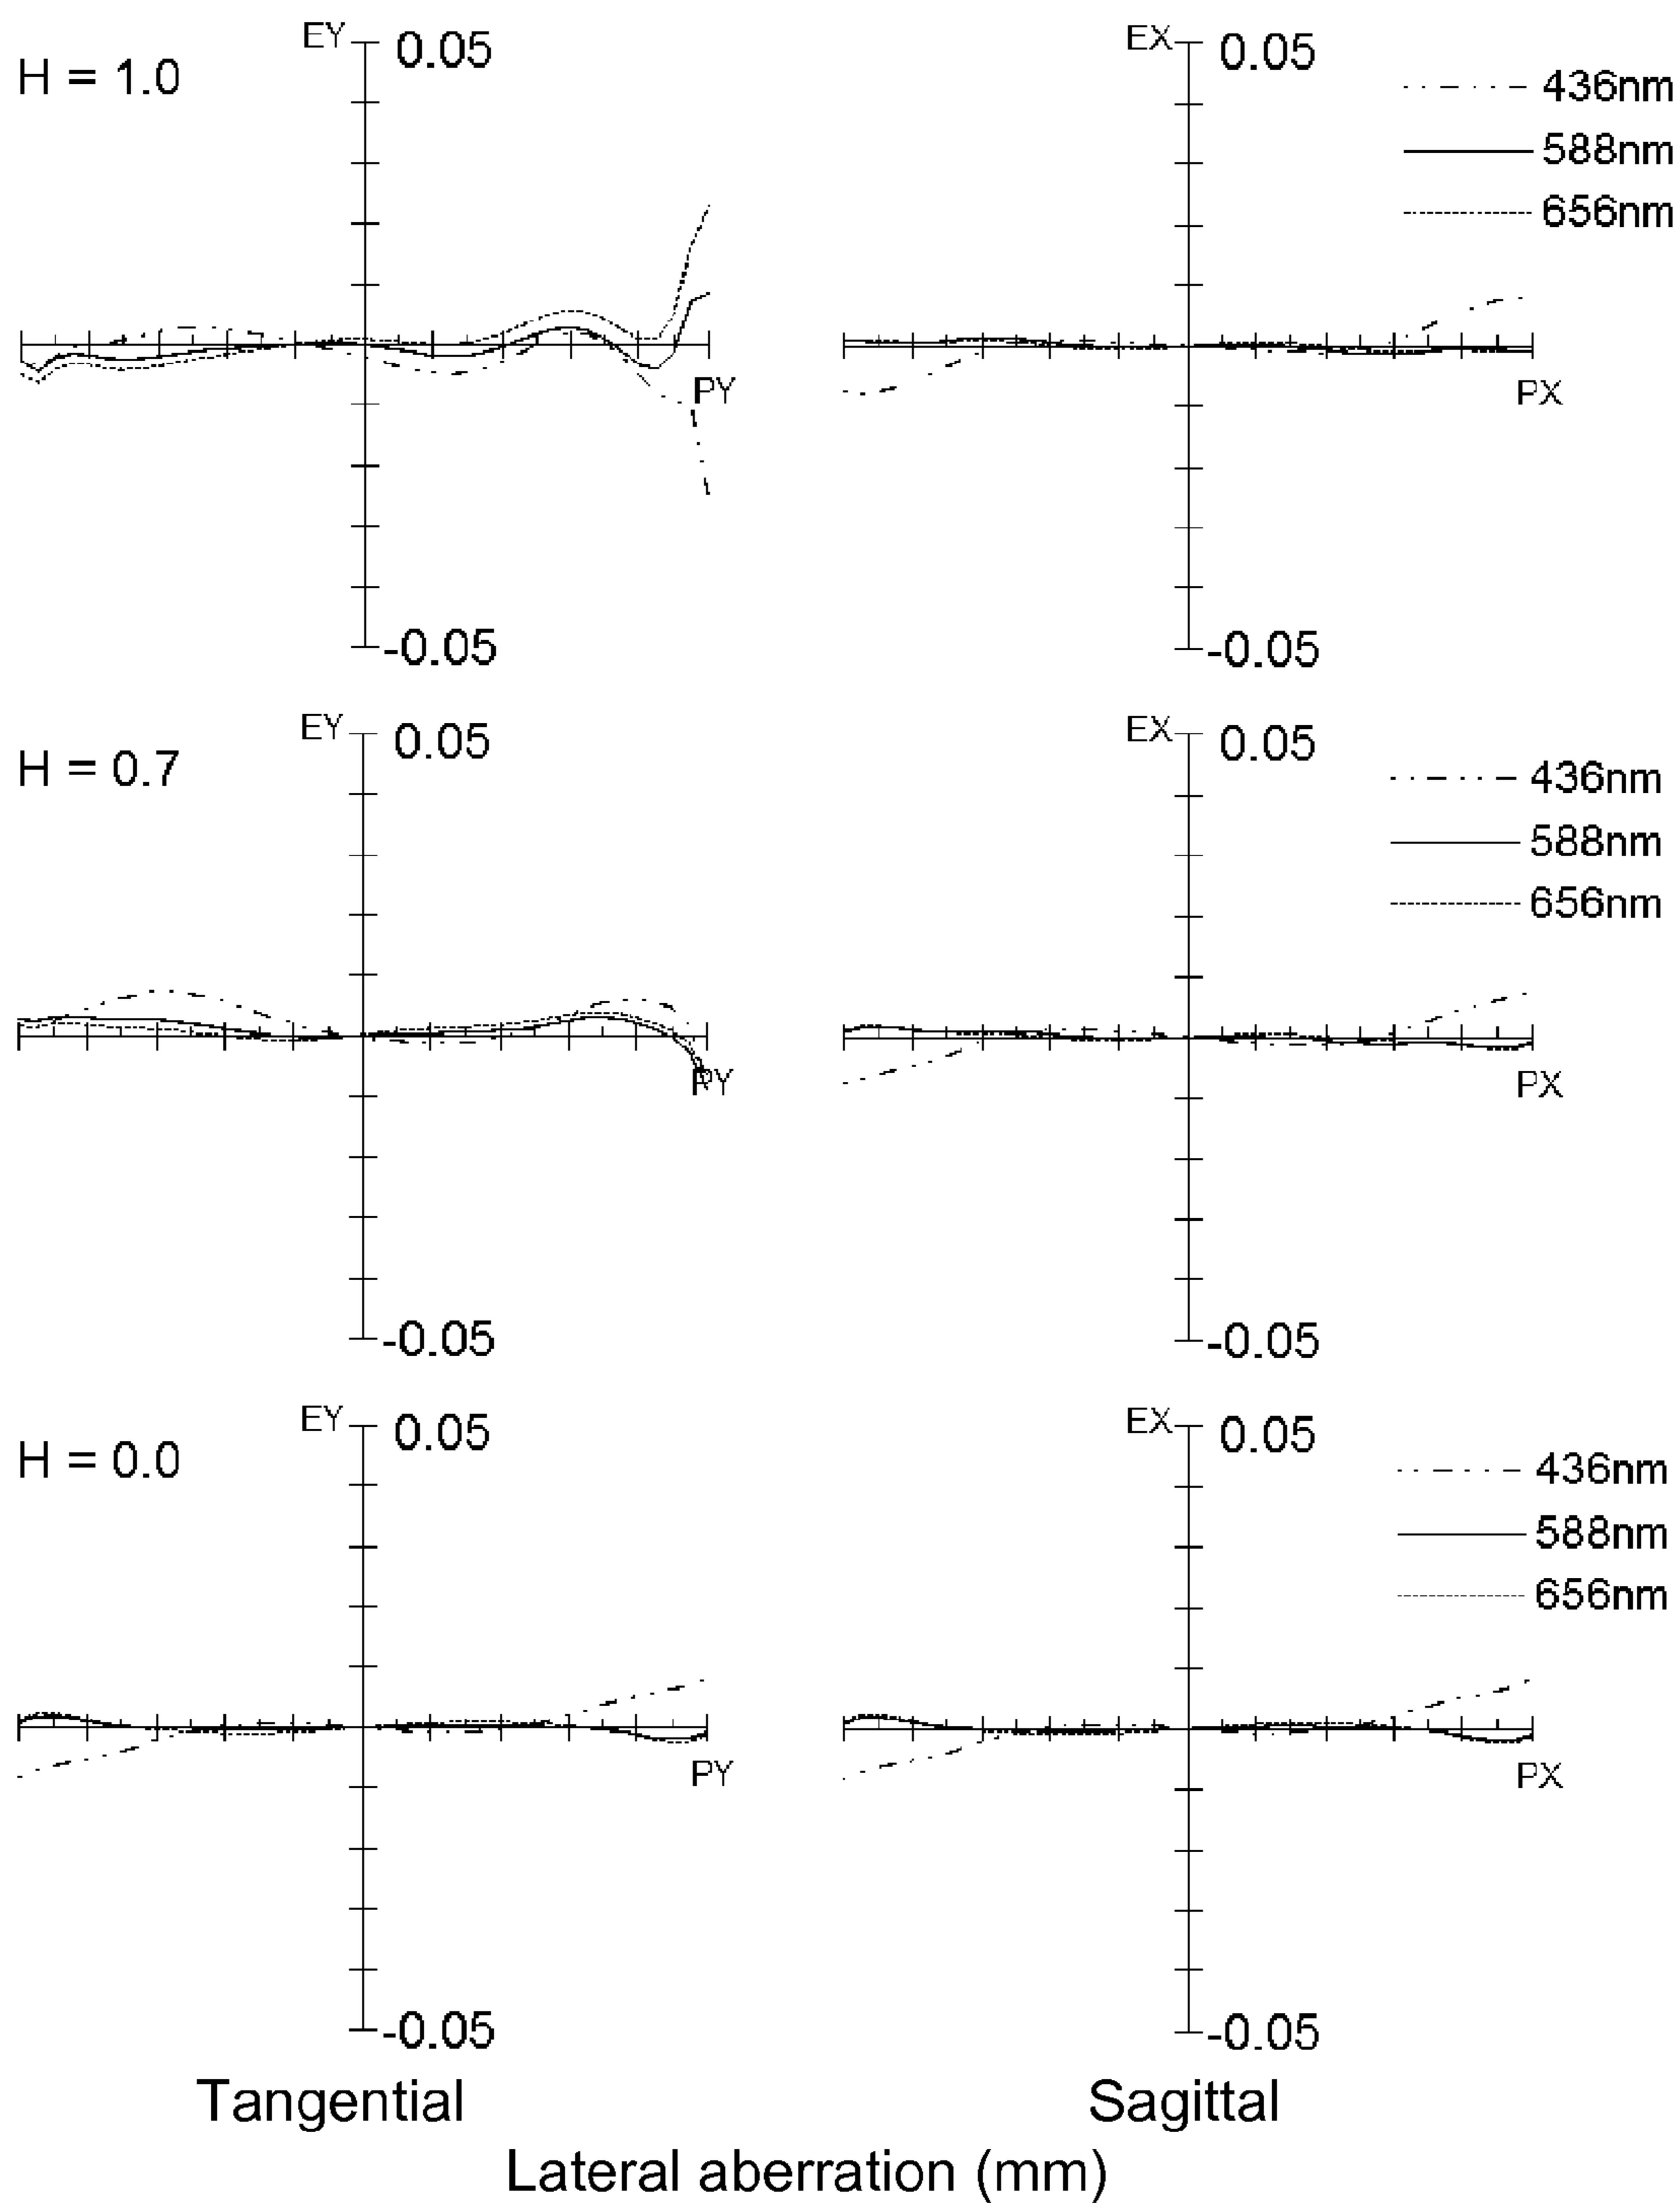 EY 0.05 EX 0.05
H = 1.0
436nm
588nm
656nm
PY PX
-0.05 -0.05
EY 0.05 EX 0.05
H = 0.7
436nm
588nm
656nm
PY PX
-0.05 -0.05
EY 0.05 EX 0.05
H = 0.0
436nm
588nm
656nm
PY PX
-0.05 -0.05
Tangential Sagittal
Lateral aberration (mm)